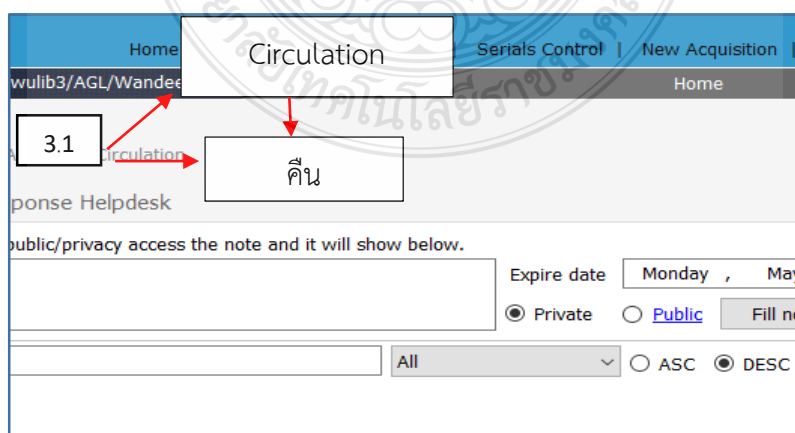 Home Circulation Serials Control | New Acquisition |
wulib3/AGL/Wandee Home
3.1 Circulation
คืน
ponse Helpdesk
public/privacy access the note and it will show below.
Expire date Monday , May
Private Public Fill n
All ASC DESC